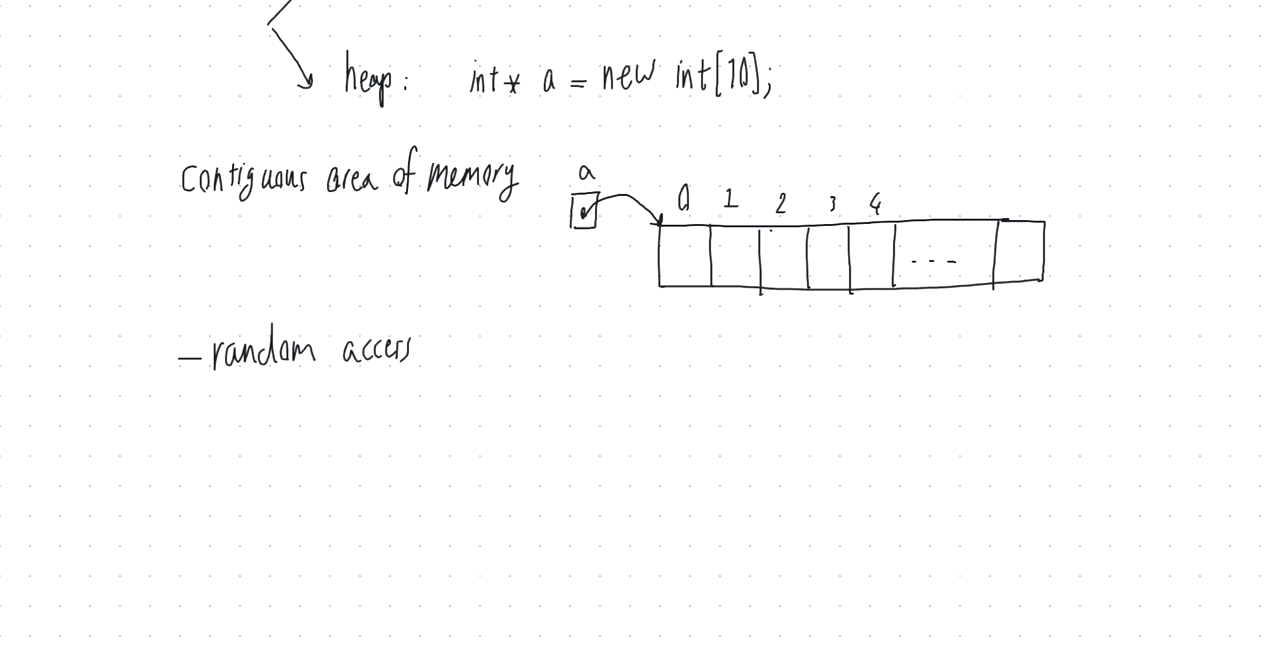 heap: int* a = new int[10];
contiguous area of memory
a
0 1 2 3 4
...
- random access